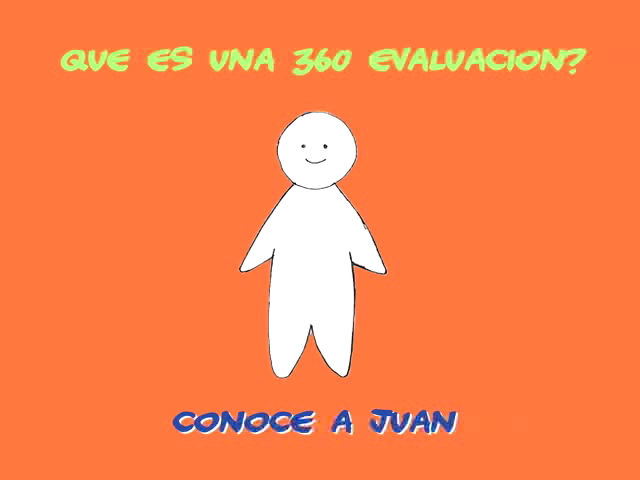 QUE ES UNA 360 EVALUACION?
CONOCE A JUAN